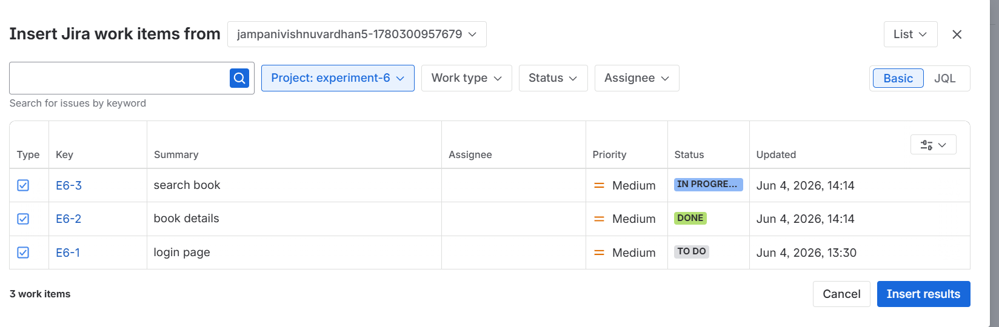 Insert Jira work items from jampanivishnuvardhan5-1780300957679 List
Project: experiment-6 Work type Status Assignee Basic JQL
Search for issues by keyword
Type Key Summary Assignee Priority Status Updated
E6-3 search book Medium IN PROGRE... Jun 4, 2026, 14:14
E6-2 book details Medium DONE Jun 4, 2026, 14:14
E6-1 login page Medium TO DO Jun 4, 2026, 13:30
3 work items Cancel Insert results